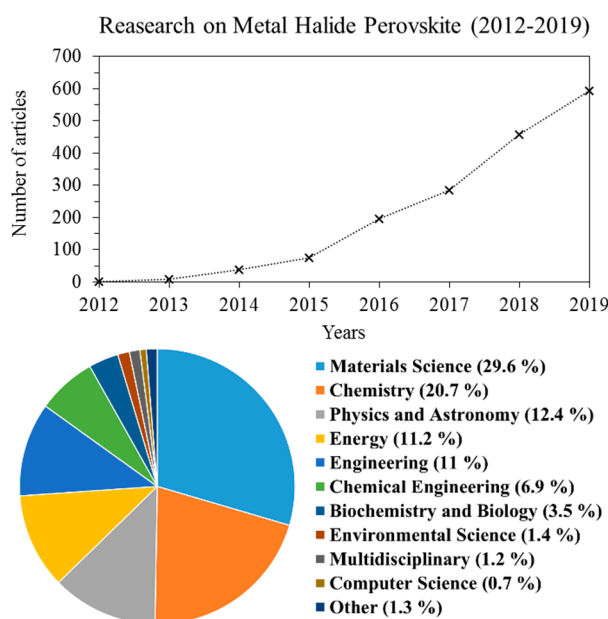 Reasearch on Metal Halide Perovskite (2012-2019)
700
600
500
400
300
200
100
0
Number of articles
2012 2013 2014 2015 2016 2017 2018 2019
Years
Materials Science (29.6 %)
Chemistry (20.7 %)
Physics and Astronomy (12.4 %)
Energy (11.2 %)
Engineering (11 %)
Chemical Engineering (6.9 %)
Biochemistry and Biology (3.5 %)
Environmental Science (1.4 %)
Multidisciplinary (1.2 %)
Computer Science (0.7 %)
Other (1.3 %)